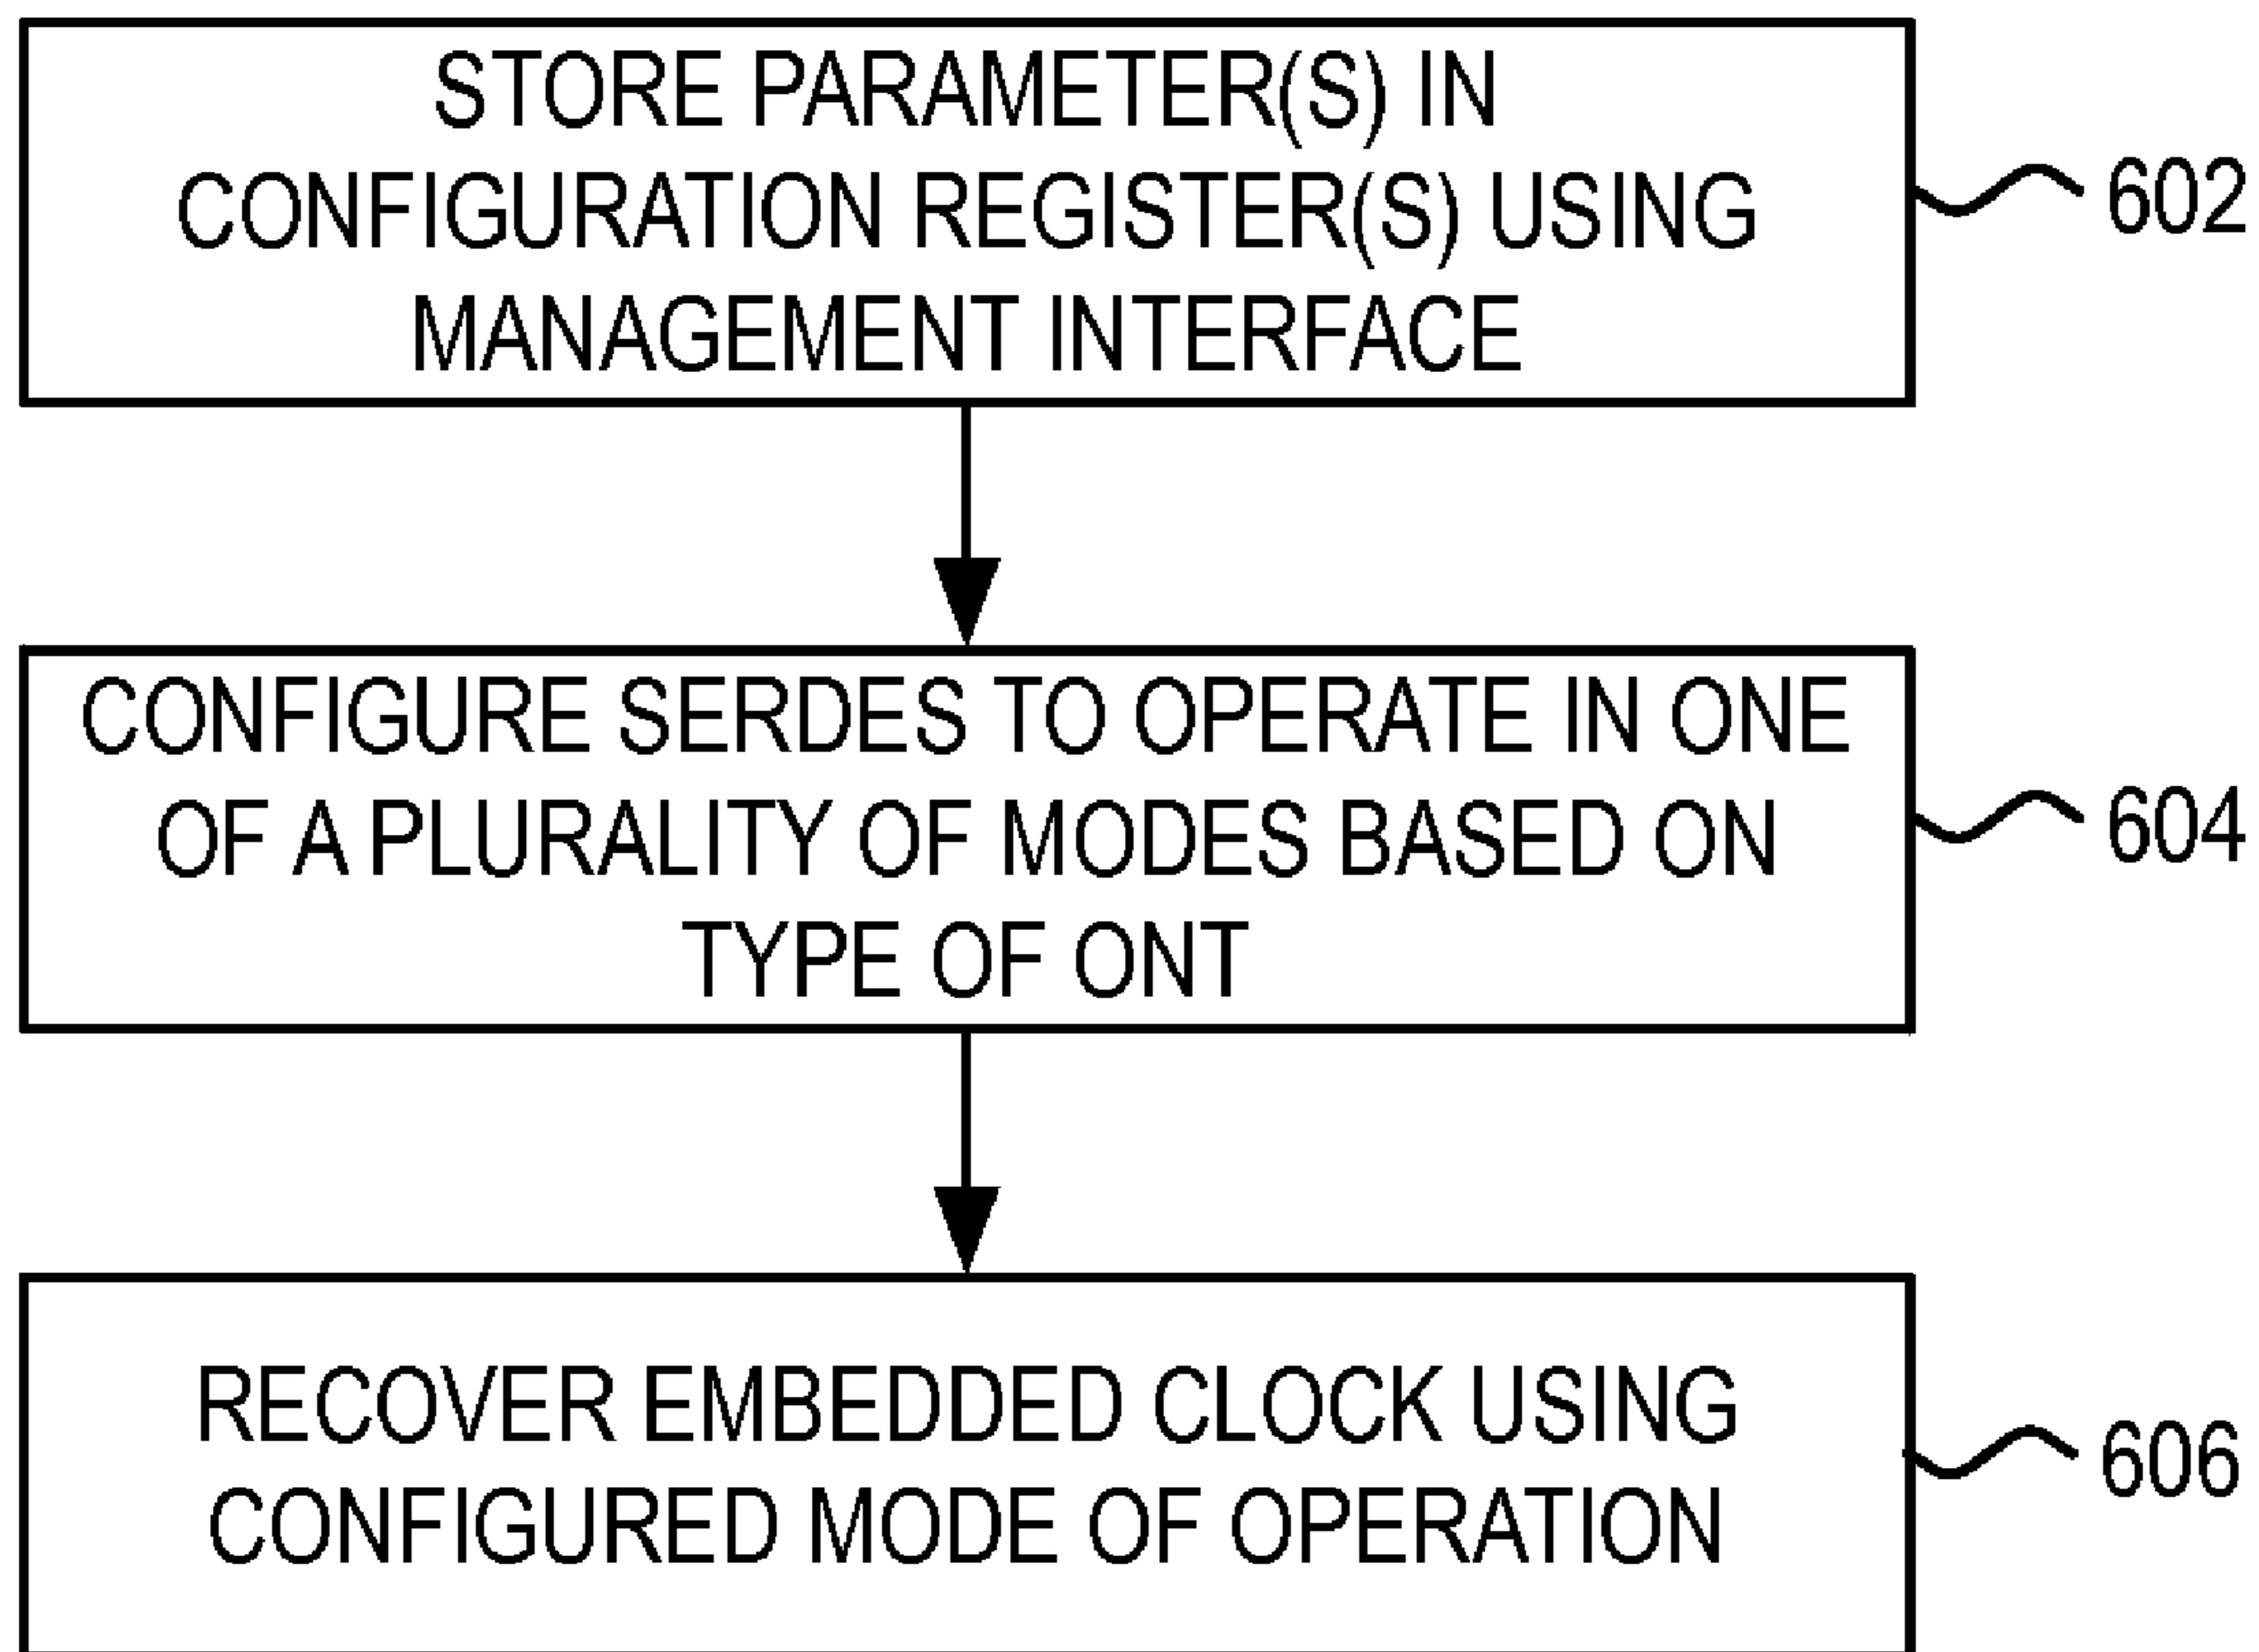 STORE PARAMETER(S) IN
CONFIGURATION REGISTER(S) USING
MANAGEMENT INTERFACE
602
CONFIGURE SERDES TO OPERATE IN ONE
OF A PLURALITY OF MODES BASED ON
TYPE OF ONT
604
RECOVER EMBEDDED CLOCK USING
CONFIGURED MODE OF OPERATION
606